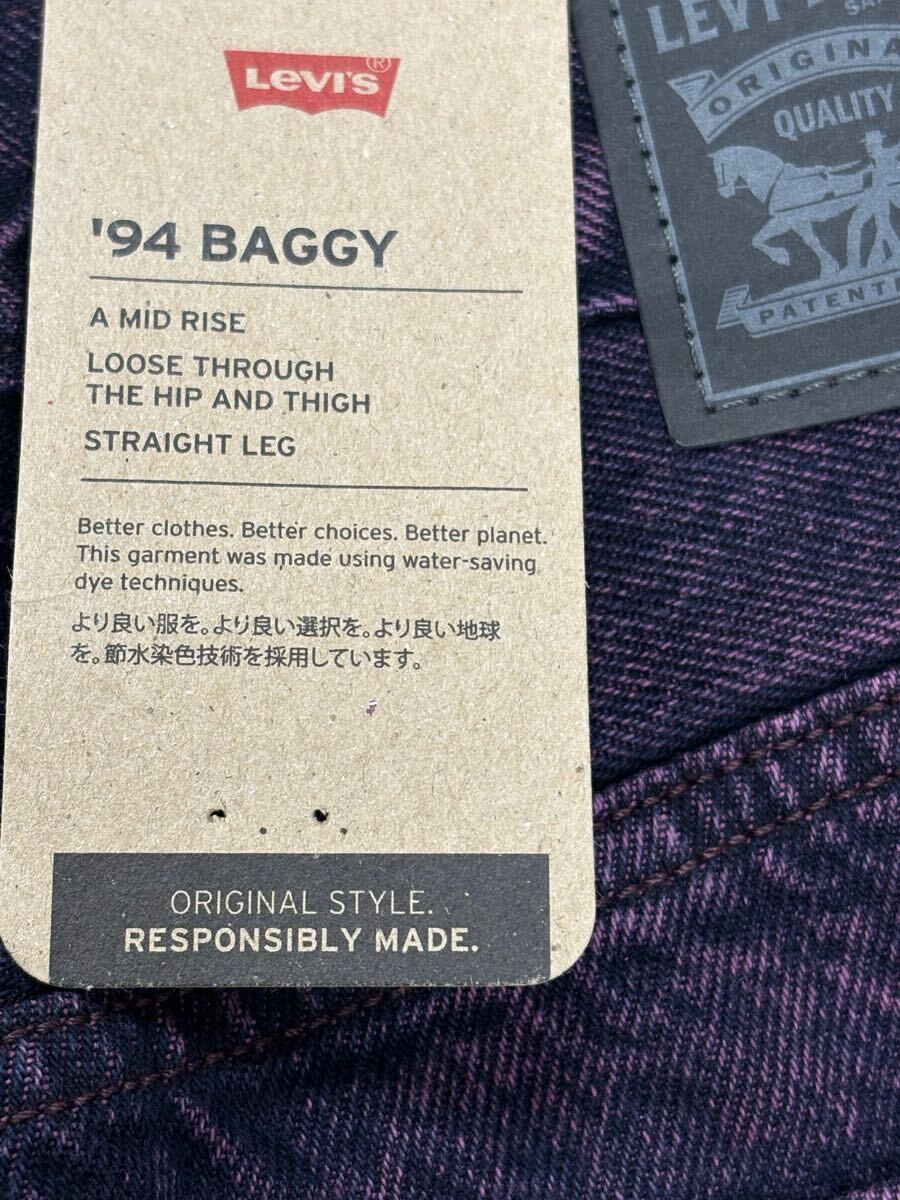 LEVI'S®
'94 BAGGY
A MID RISE
LOOSE THROUGH
THE HIP AND THIGH
STRAIGHT LEG
Better clothes. Better choices. Better planet.
This garment was made using water-saving
dye techniques.
より良い服を。より良い選択を。より良い地球
を。節水染色技術を採用しています。
ORIGINAL STYLE.
RESPONSIBLY MADE.
QUALITY